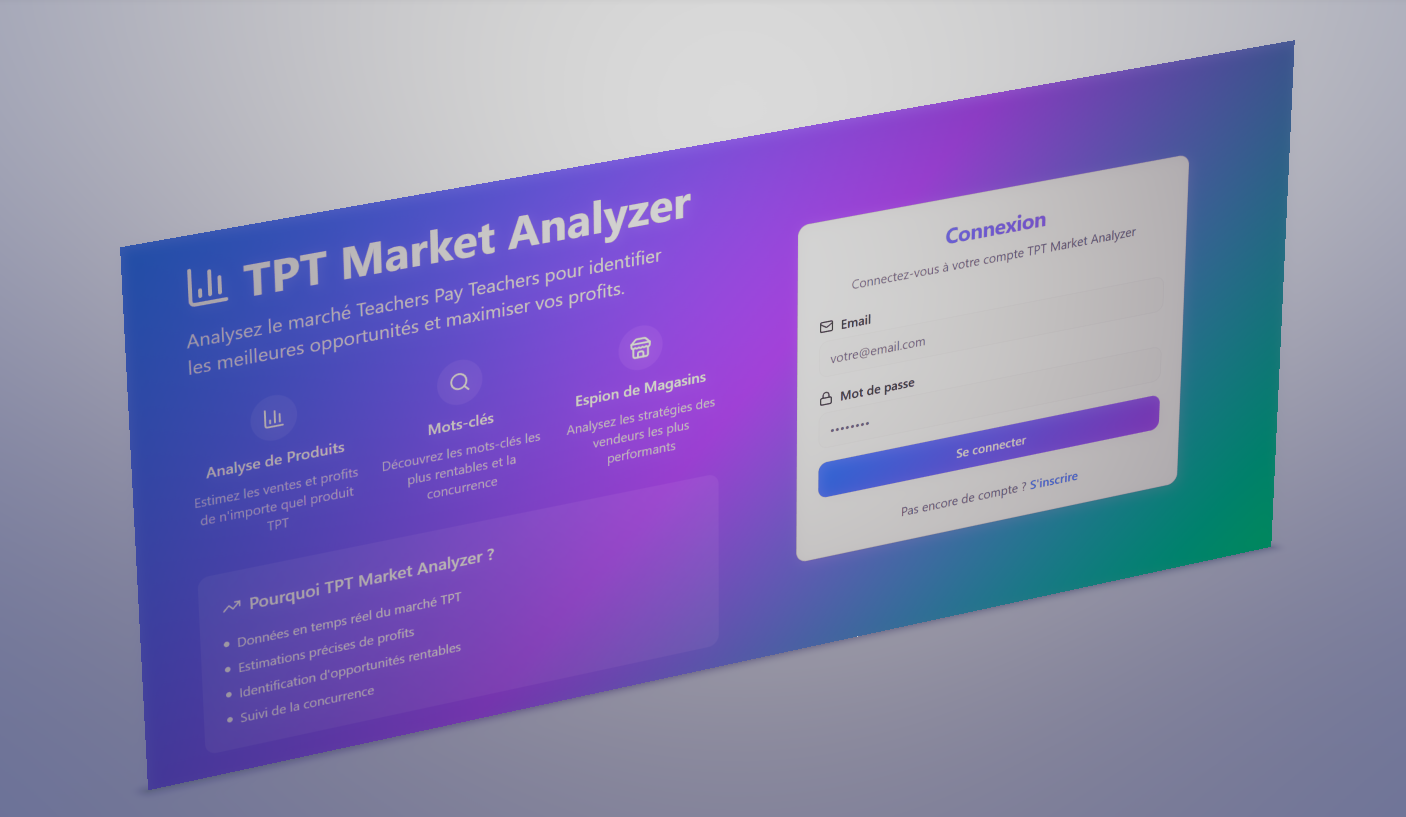 TPT Market Analyzer
Analysez le marché Teachers Pay Teachers pour identifier
les meilleures opportunités et maximiser vos profits.
Analyse de Produits
Estimez les ventes et profits
de n'importe quel produit
TPT
Mots-clés
Découvrez les mots-clés les
plus rentables et la
concurrence
Espion de Magasins
Analysez les stratégies des
vendeurs les plus
performants
Pourquoi TPT Market Analyzer ?
• Données en temps réel du marché TPT
• Estimations précises de profits
• Identification d'opportunités rentables
• Suivi de la concurrence
Connexion
Connectez-vous à votre compte TPT Market Analyzer
Email
votre@email.com
Mot de passe
••••••••
Se connecter
Pas encore de compte ? S'inscrire